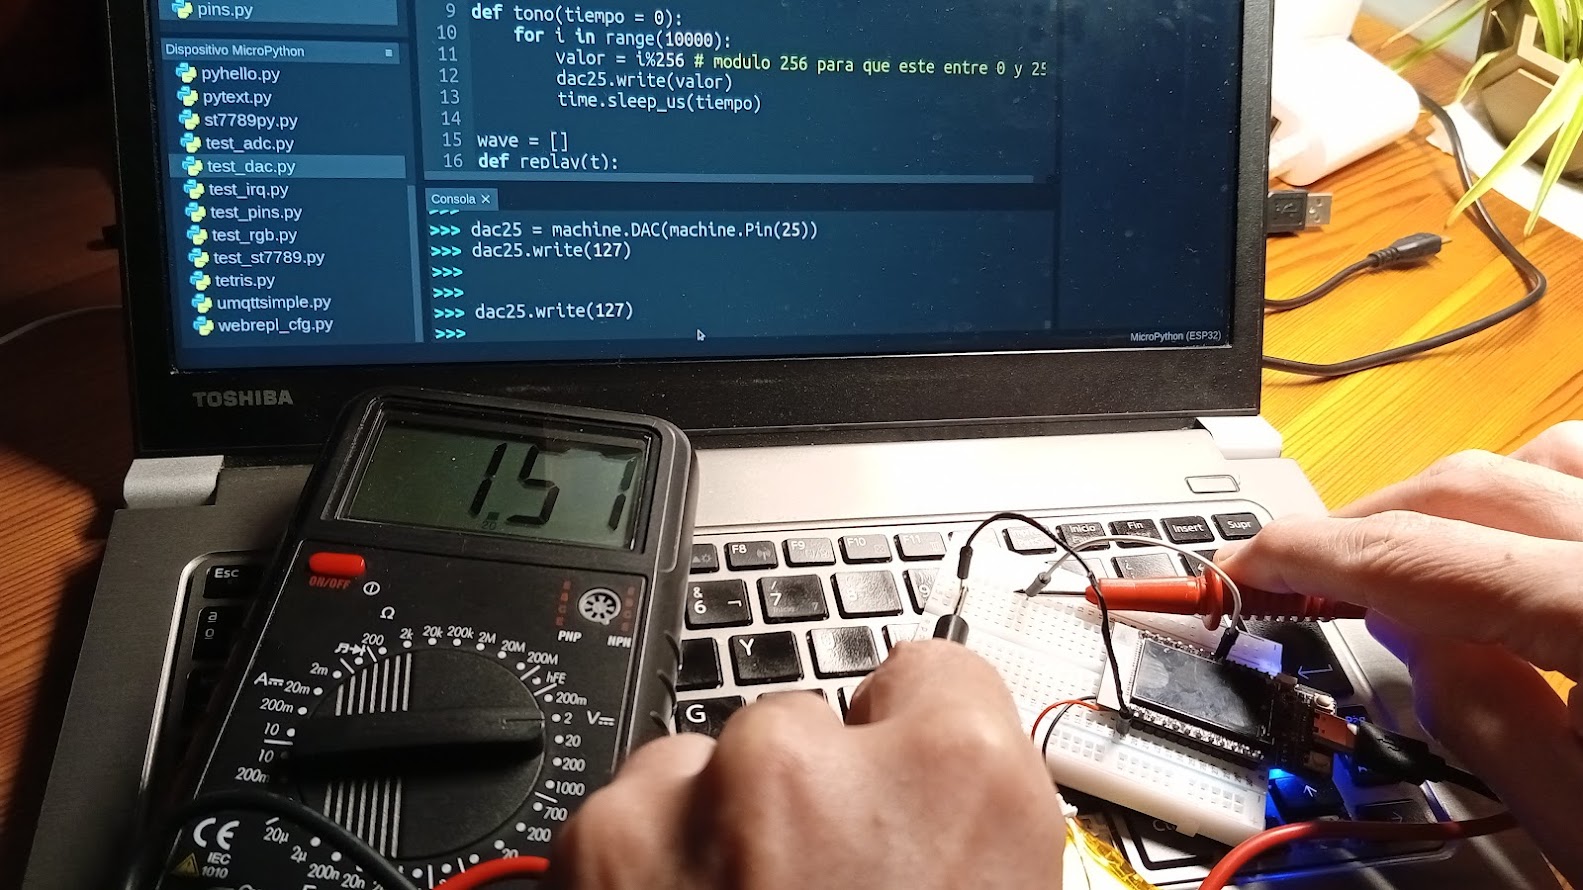 pins.py
Dispositivo MicroPython
pyhello.py
pytext.py
st7789py.py
test_adc.py
test_dac.py
test_irq.py
test_pins.py
test_rgb.py
test_st7789.py
tetris.py
umqttsimple.py
webrepl_cfg.py
9 def tono(tiempo = 0):
10 for i in range(10000):
11 valor = i%256 # modulo 256 para que este entre 0 y 25
12 dac25.write(valor)
13 time.sleep_us(tiempo)
14
15 wave = []
16 def replay(t):
Consola
>>>
>>> dac25 = machine.DAC(machine.Pin(25))
>>> dac25.write(127)
>>>
>>>
>>> dac25.write(127)
>>>
MicroPython (ESP32)
TOSHIBA
1.57
20
ON/OFF
Ω
200
2k
20k
200k
2M
20M
200M
hFE
200m
2
V
20
200
1000
700
200
20
2m
A
20m
200m
10
10
200m
20µ
2µ
200n
20n
PNP
NPN
CE
IEC
1010
Esc
a
o
F8
F9
F10
F11
Inicio
Fin
Insert
Supr
&
6 ¬
/
7
Y
G